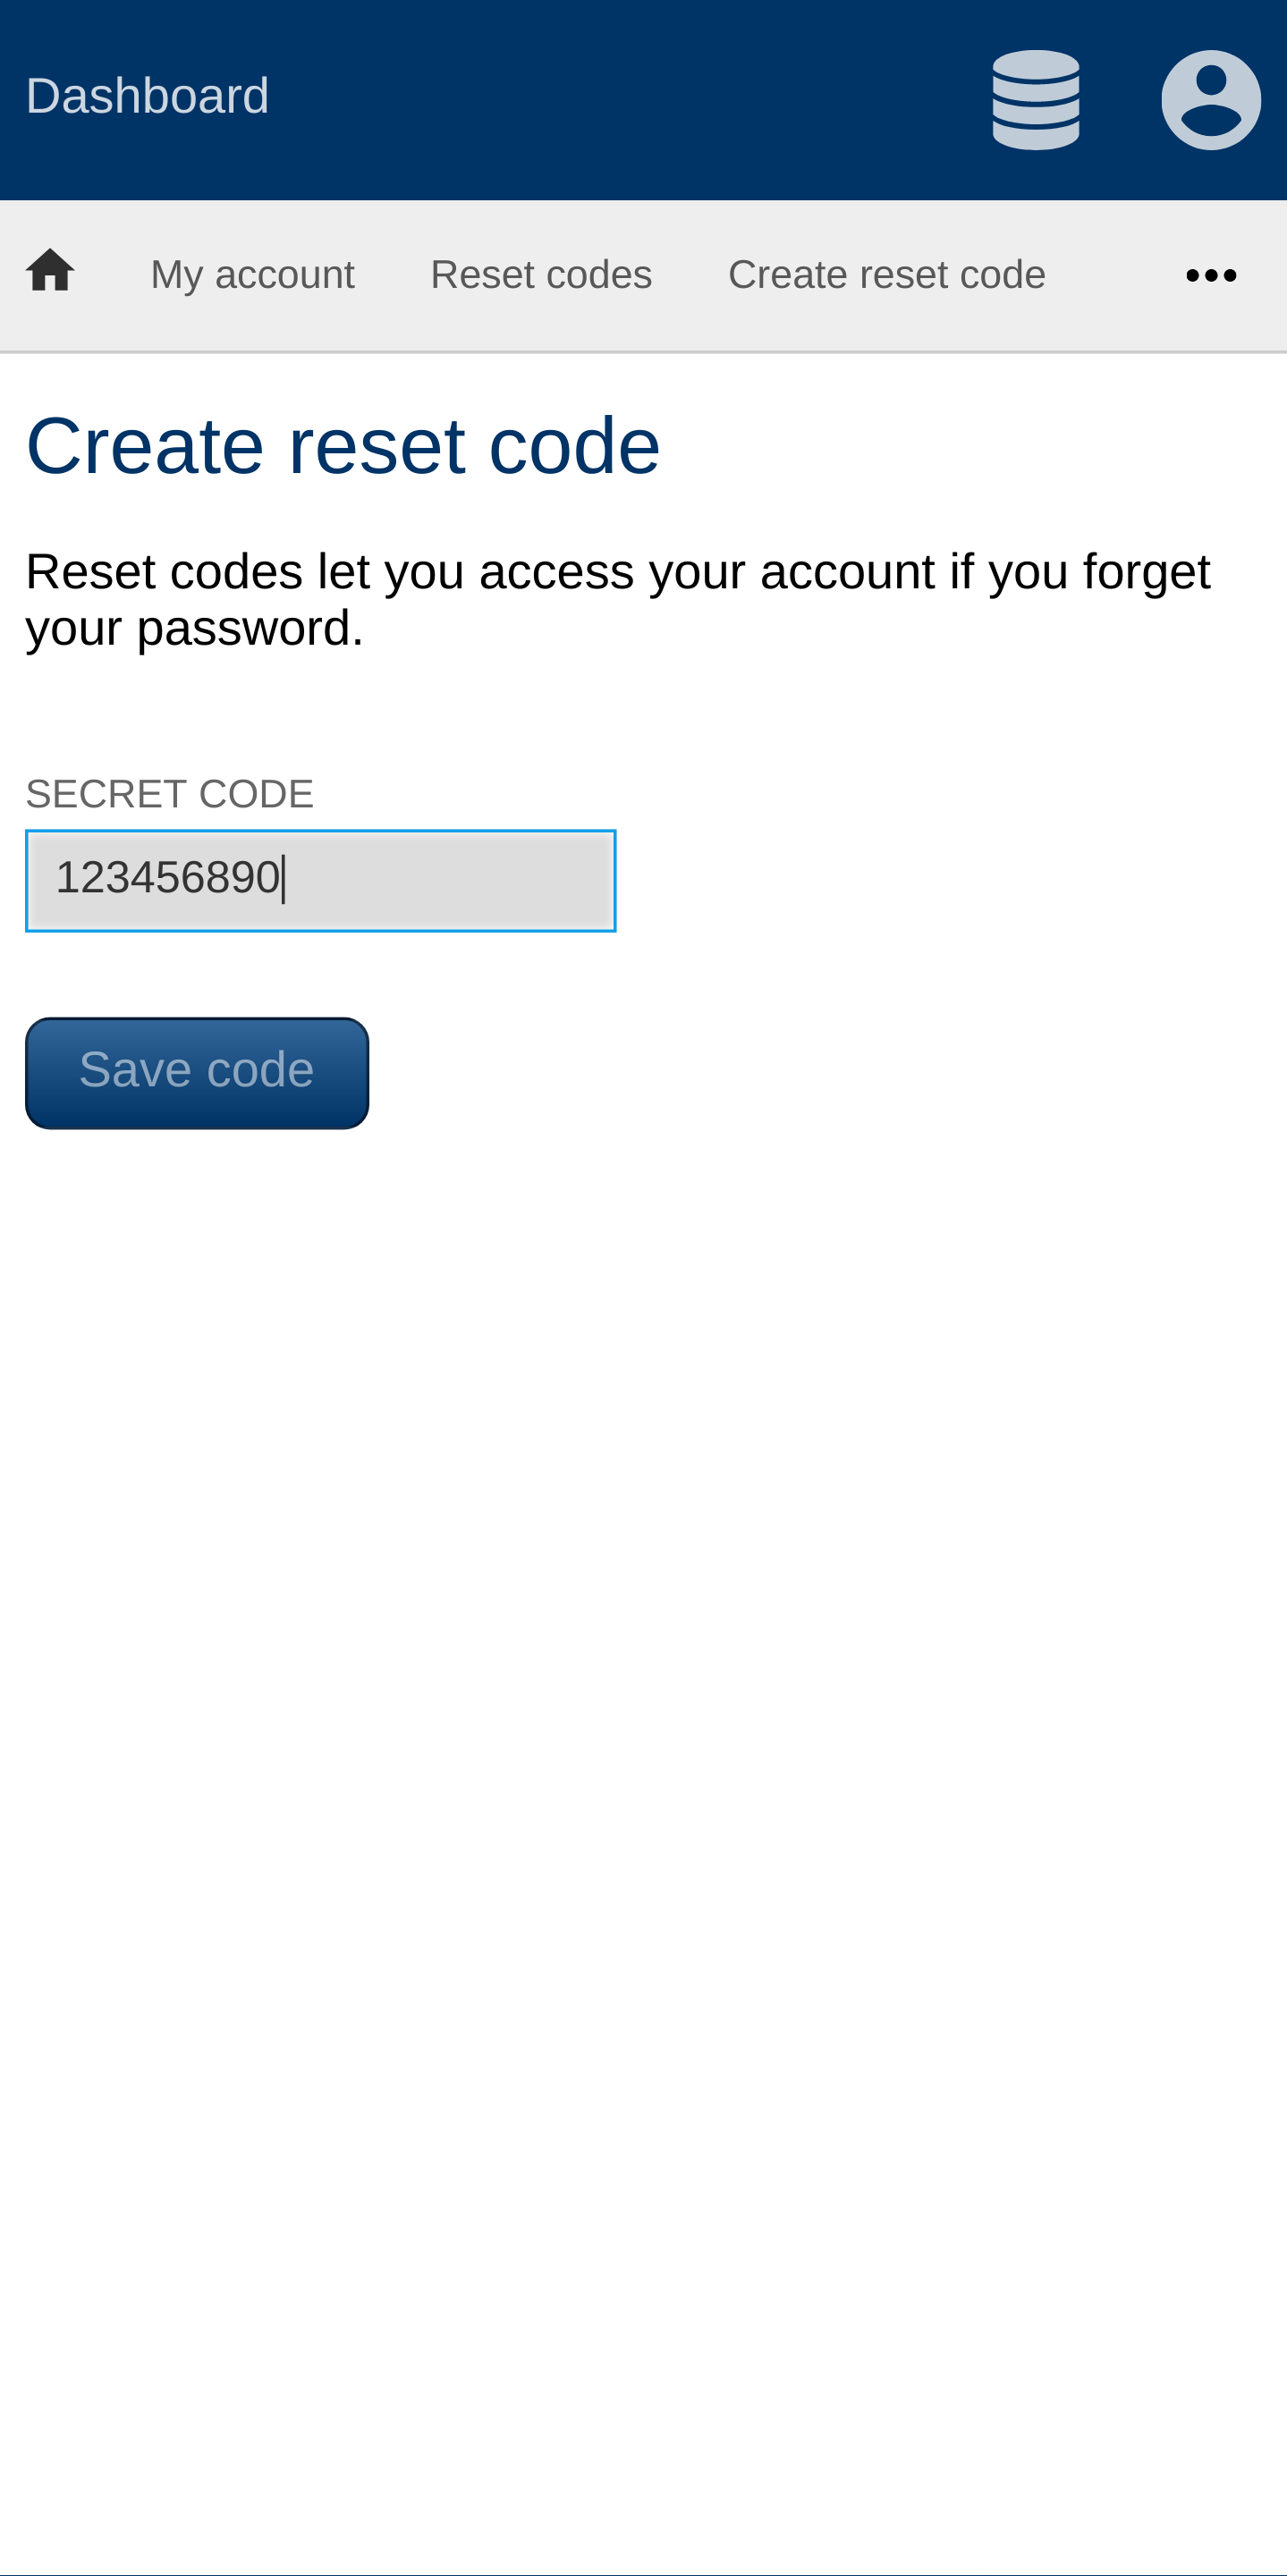 Dashboard
My account Reset codes Create reset code
Create reset code
Reset codes let you access your account if you forget
your password.
SECRET CODE
123456890
Save code